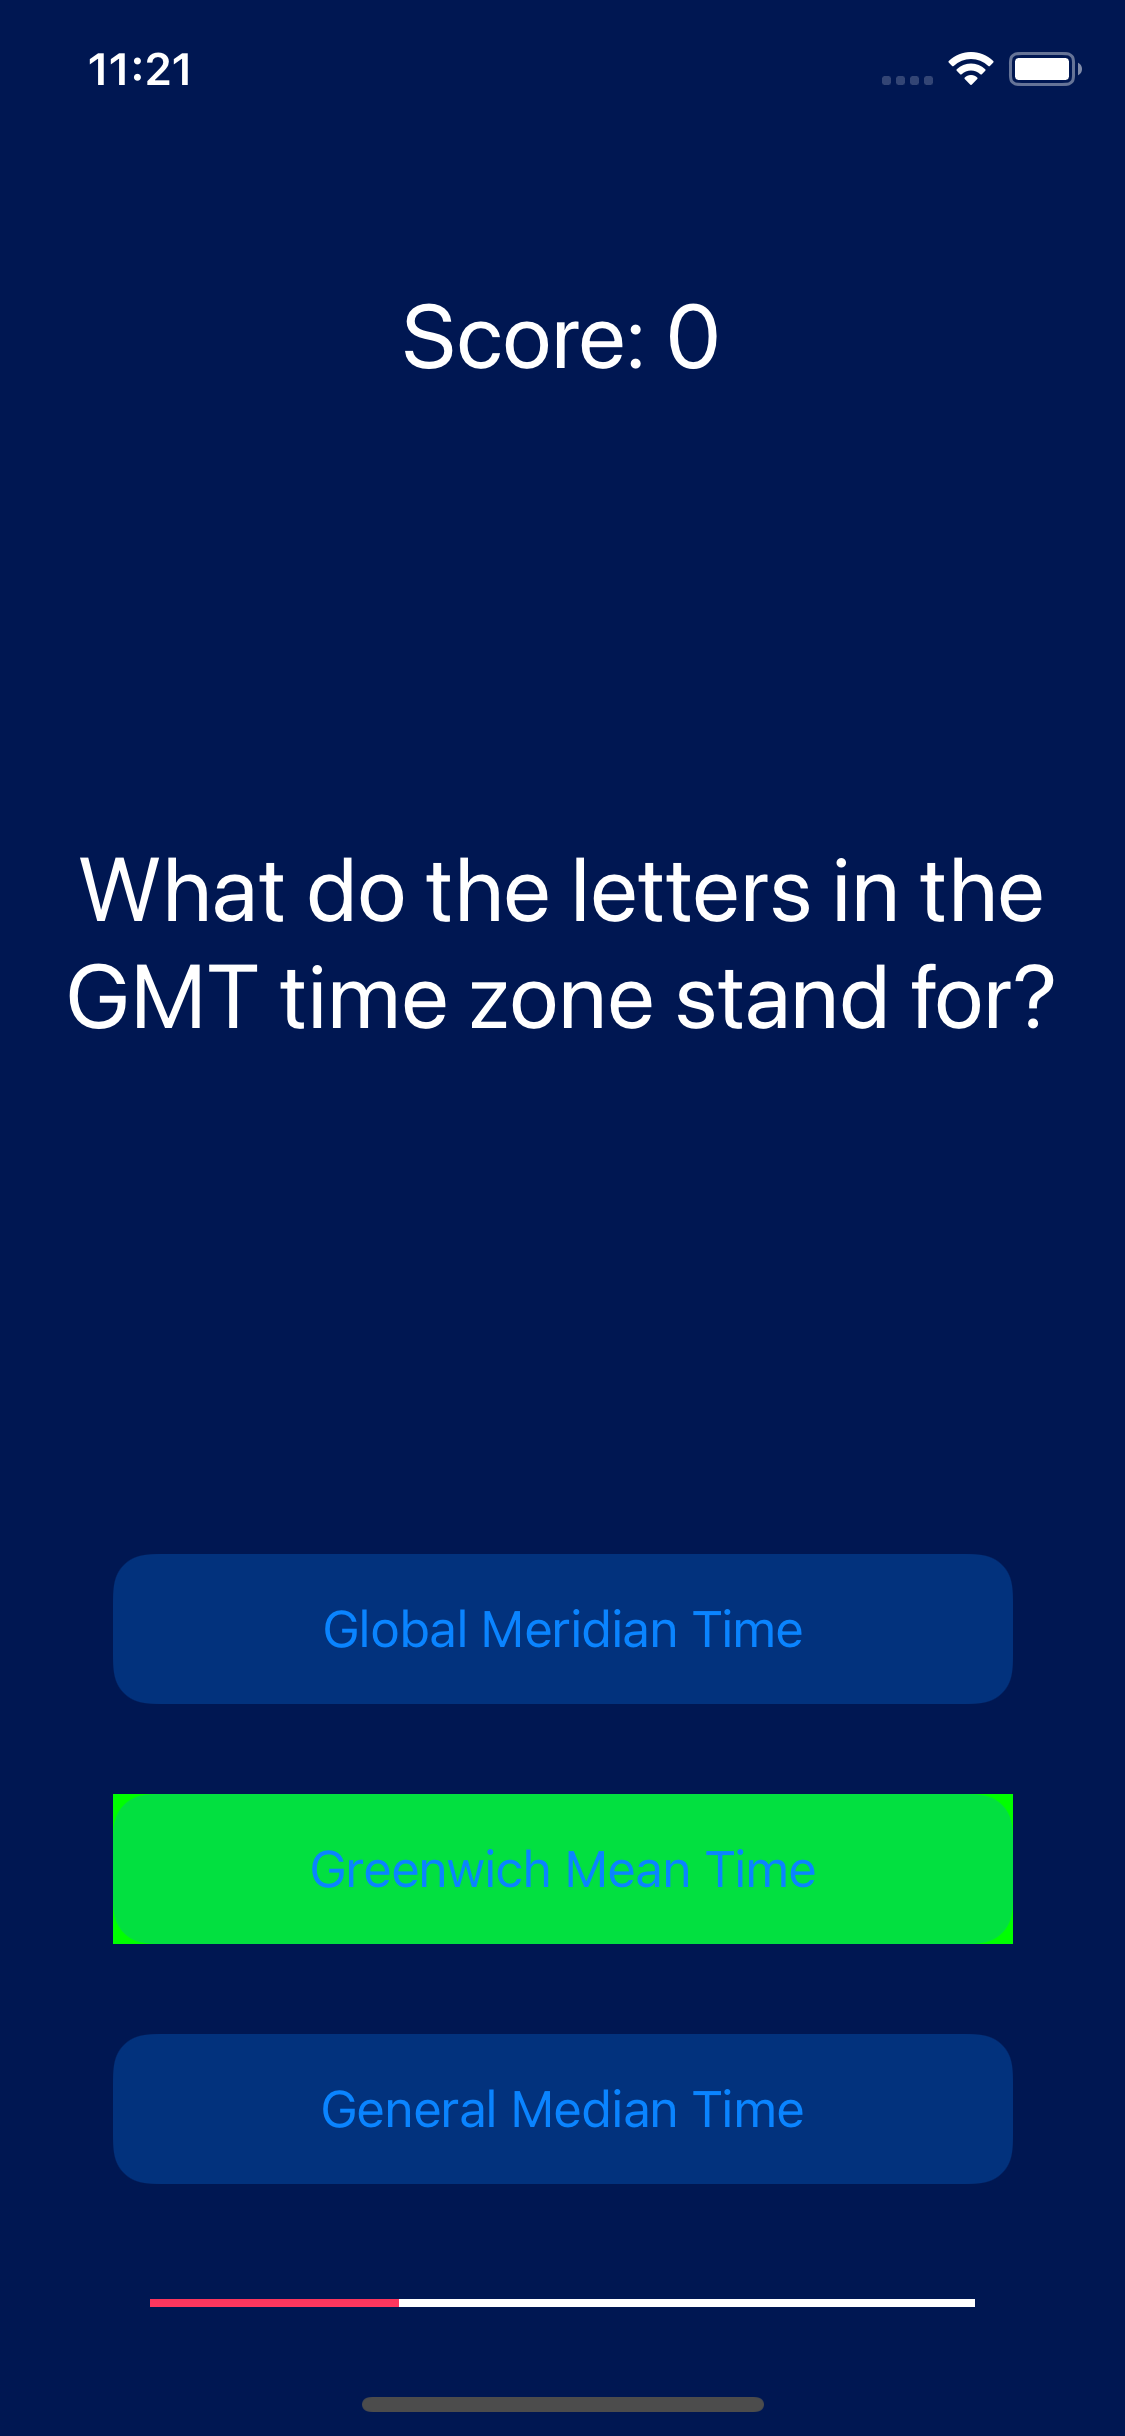 11:21
Score: 0
What do the letters in the
GMT time zone stand for?
Global Meridian Time
Greenwich Mean Time
General Median Time